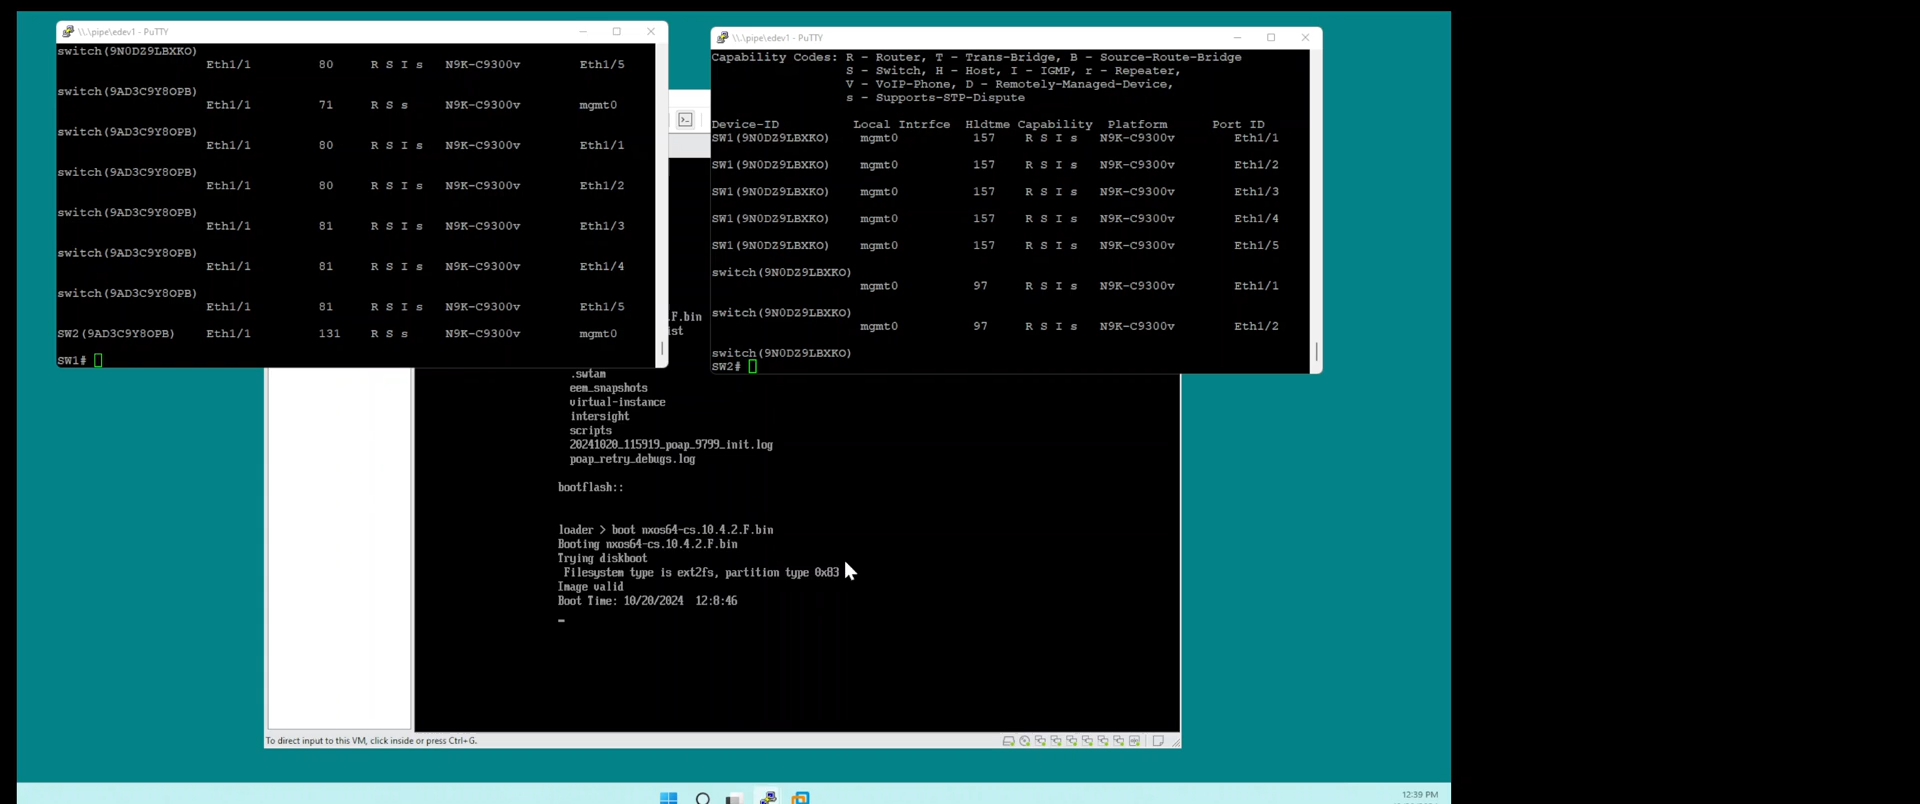 \\.\pipe\edev1 - PuTTY
switch(9N0DZ9LBXKO)
Eth1/1 80 R S I s N9K-C9300v Eth1/5
switch(9AD3C9Y8OPB)
Eth1/1 71 R S s N9K-C9300v mgmt0
switch(9AD3C9Y8OPB)
Eth1/1 80 R S I s N9K-C9300v Eth1/1
switch(9AD3C9Y8OPB)
Eth1/1 80 R S I s N9K-C9300v Eth1/2
switch(9AD3C9Y8OPB)
Eth1/1 81 R S I s N9K-C9300v Eth1/3
switch(9AD3C9Y8OPB)
Eth1/1 81 R S I s N9K-C9300v Eth1/4
switch(9AD3C9Y8OPB)
Eth1/1 81 R S I s N9K-C9300v Eth1/5
SW2(9AD3C9Y8OPB) Eth1/1 131 R S s N9K-C9300v mgmt0
SW1#
\\.\pipe\edev1 - PuTTY
Capability Codes: R - Router, T - Trans-Bridge, B - Source-Route-Bridge
S - Switch, H - Host, I - IGMP, r - Repeater,
V - VoIP-Phone, D - Remotely-Managed-Device,
s - Supports-STP-Dispute
Device-ID Local Intrfce Hldtme Capability Platform Port ID
SW1(9N0DZ9LBXKO) mgmt0 157 R S I s N9K-C9300v Eth1/1
SW1(9N0DZ9LBXKO) mgmt0 157 R S I s N9K-C9300v Eth1/2
SW1(9N0DZ9LBXKO) mgmt0 157 R S I s N9K-C9300v Eth1/3
SW1(9N0DZ9LBXKO) mgmt0 157 R S I s N9K-C9300v Eth1/4
SW1(9N0DZ9LBXKO) mgmt0 157 R S I s N9K-C9300v Eth1/5
switch(9N0DZ9LBXKO)
mgmt0 97 R S I s N9K-C9300v Eth1/1
switch(9N0DZ9LBXKO)
mgmt0 97 R S I s N9K-C9300v Eth1/2
switch(9N0DZ9LBXKO)
SW2#
.F.bin
ist
.swtam
eem_snapshots
virtual-instance
intersight
scripts
20241020_115919_poap_9799_init.log
poap_retry_debugs.log
bootflash::
loader > boot nxos64-cs.10.4.2.F.bin
Booting nxos64-cs.10.4.2.F.bin
Trying diskboot
Filesystem type is ext2fs, partition type 0x83
Image valid
Boot Time: 10/20/2024 12:8:46
To direct input to this VM, click inside or press Ctrl+G.
12:39 PM